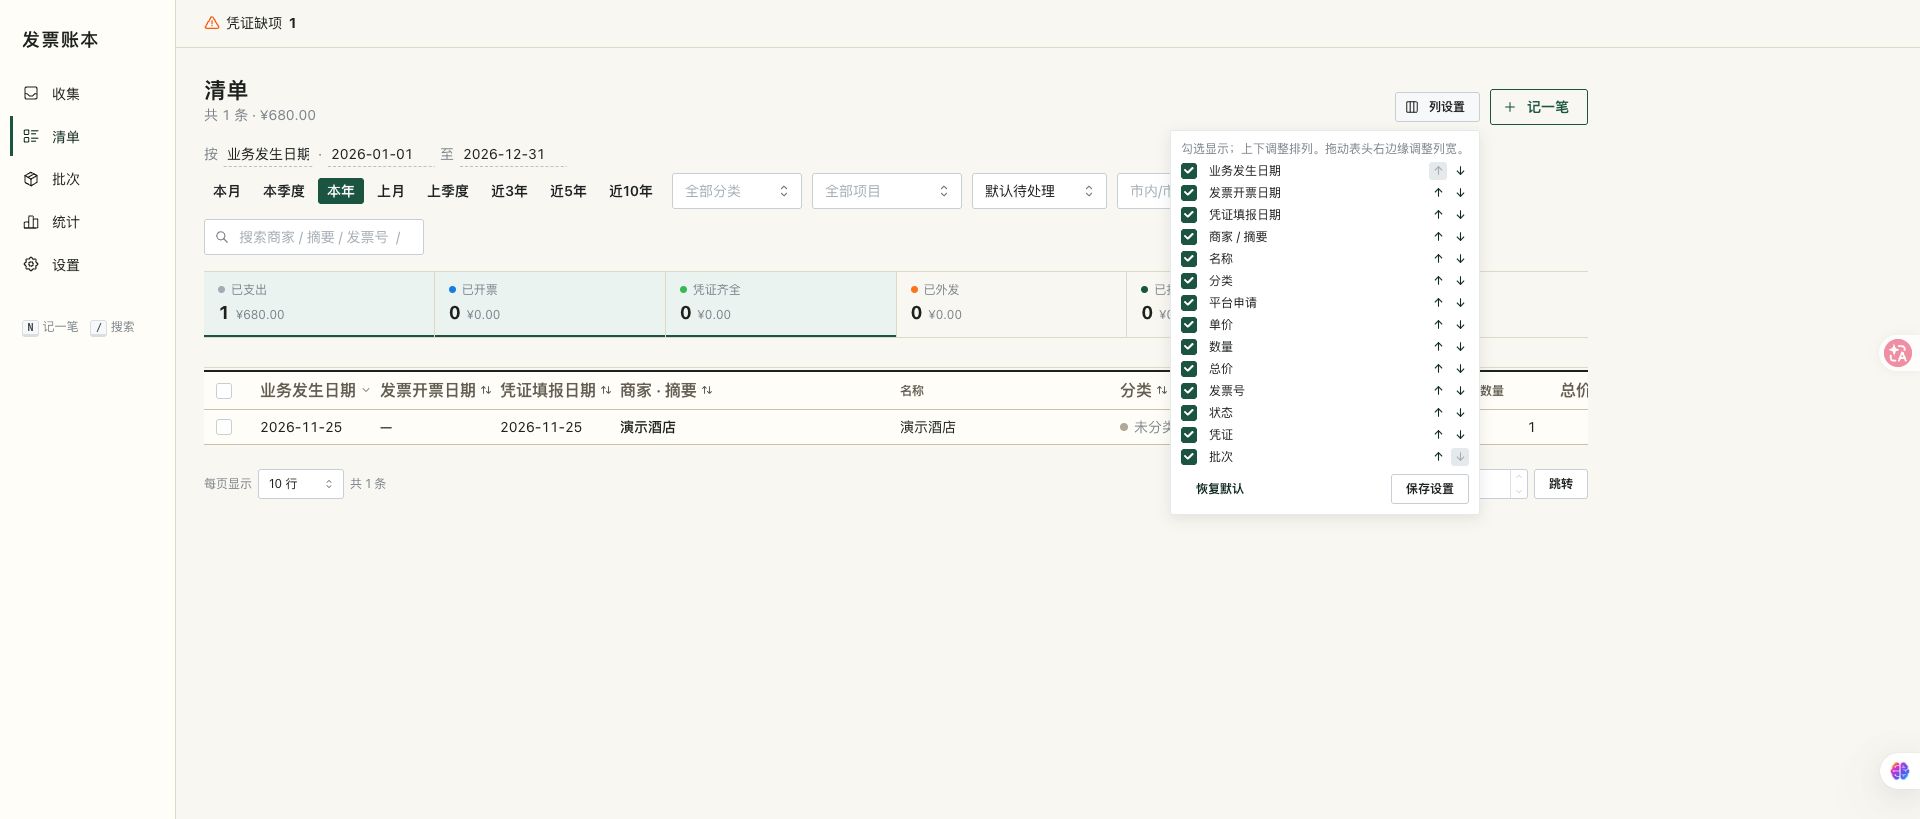 发票账本
收集
清单
批次
统计
设置
N 记一笔 / 搜索
凭证缺项 1
清单
共 1 条 · ¥680.00
列设置
+ 记一笔
按 业务发生日期 · 2026-01-01 至 2026-12-31
本月 本季度 本年 上月 上季度 近3年 近5年 近10年 全部分类 全部项目 默认待处理 市内/
搜索商家 / 摘要 / 发票号 /
已支出 已开票 凭证齐全 已外发 已
1 ¥680.00 0 ¥0.00 0 ¥0.00 0 ¥0.00 0
业务发生日期 发票开票日期 凭证填报日期 商家 · 摘要 名称 分类 数量 总价
2026-11-25 — 2026-11-25 演示酒店 演示酒店 未分类 1
每页显示 10 行 共 1 条
跳转
勾选显示；上下调整排列。拖动表头右边缘调整列宽。
业务发生日期
发票开票日期
凭证填报日期
商家 / 摘要
名称
分类
平台申请
单价
数量
总价
发票号
状态
凭证
批次
恢复默认 保存设置